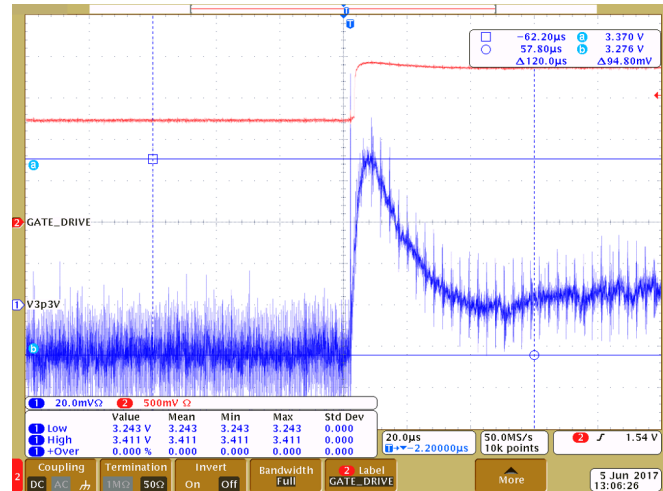 T
T
−62.20µs a 3.370 V
57.80µs b 3.276 V
Δ120.0µs Δ94.80mV
a
2 GATE_DRIVE
1 V3p3V
b
1 20.0mVΩ 2 500mV Ω
Value Mean Min Max Std Dev
1 Low 3.243 V 3.243 3.243 3.243 0.000
1 High 3.411 V 3.411 3.411 3.411 0.000
1 +Over 0.000 % 0.000 0.000 0.000 0.000
20.0µs
T→▼−2.20000µs
50.0MS/s
10k points
2 1.54 V
2
Coupling
DC AC
Termination
1MΩ 50Ω
Invert
On Off
Bandwidth
Full
2 Label
GATE_DRIVE
More
5 Jun 2017
13:06:26